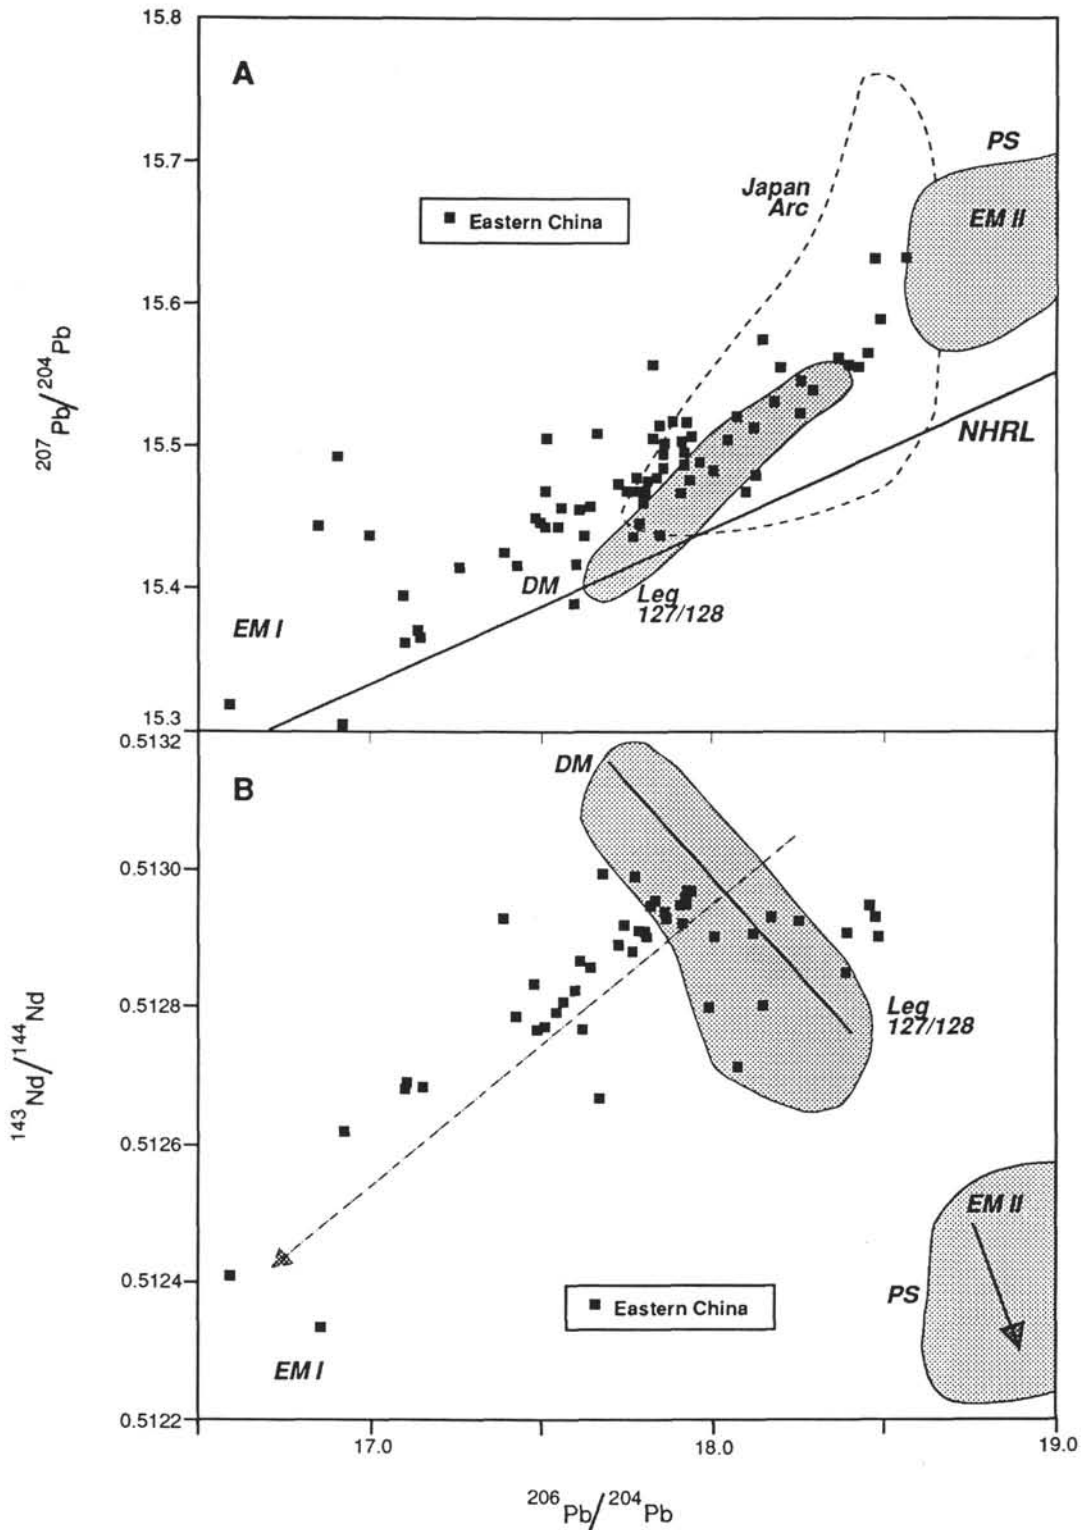 15.8
A
15.7
PS
Japan
Arc
EM II
Eastern China
15.6
207Pb/204Pb
15.5
NHRL
DM
Leg
127/128
15.4
EM I
15.3
0.5132
B
DM
0.5130
0.5128
Leg
127/128
143Nd/144Nd
0.5126
EM II
0.5124
PS
Eastern China
EM I
0.5122
17.0
18.0
19.0
206Pb/204Pb